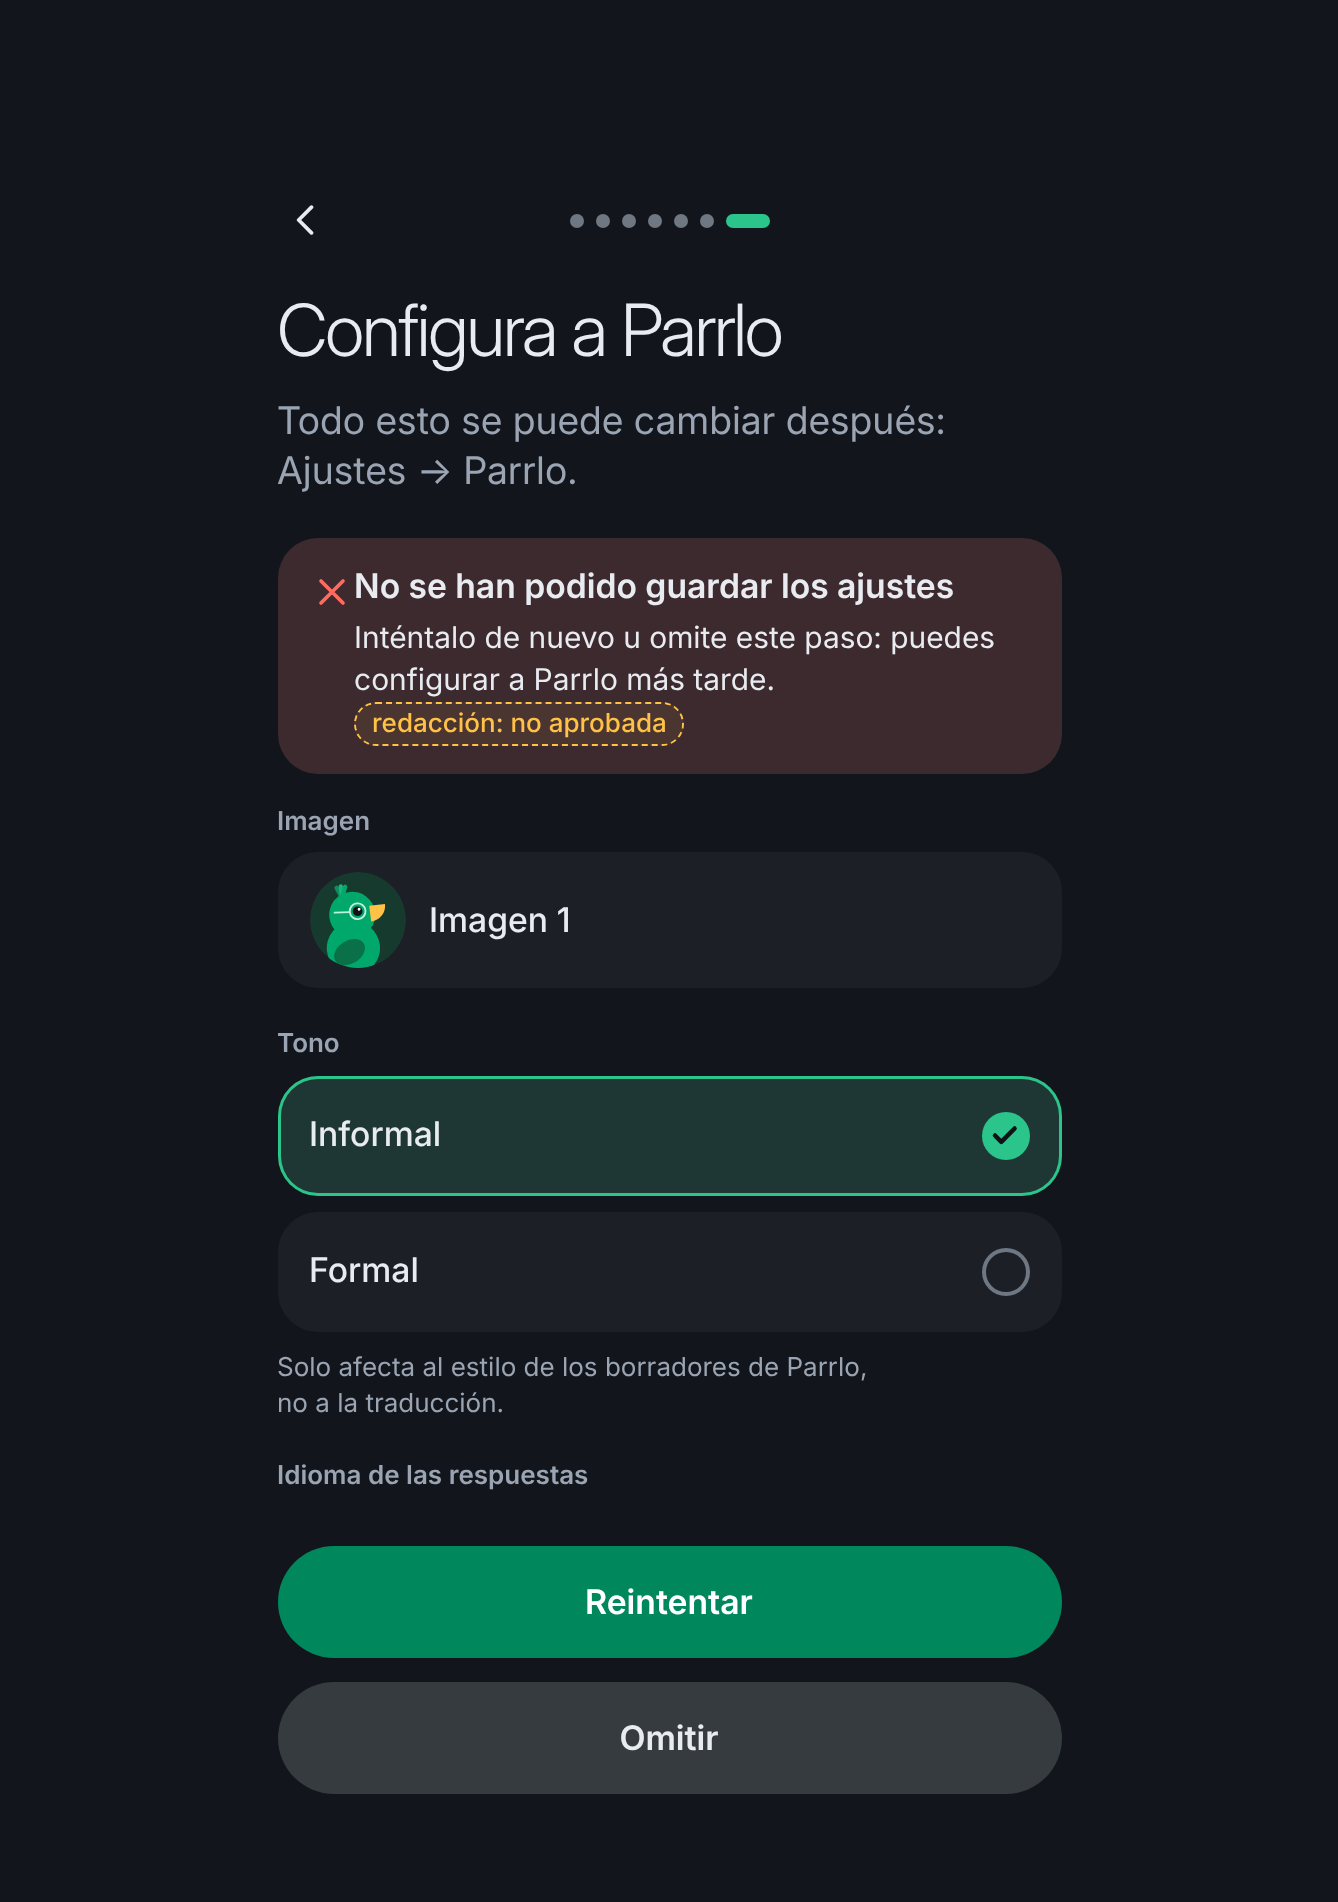 Configura a Parrlo
Todo esto se puede cambiar después:
Ajustes → Parrlo.
No se han podido guardar los ajustes
Inténtalo de nuevo u omite este paso: puedes
configurar a Parrlo más tarde.
redacción: no aprobada
Imagen
Imagen 1
Tono
Informal
Formal
Solo afecta al estilo de los borradores de Parrlo,
no a la traducción.
Idioma de las respuestas
Reintentar
Omitir